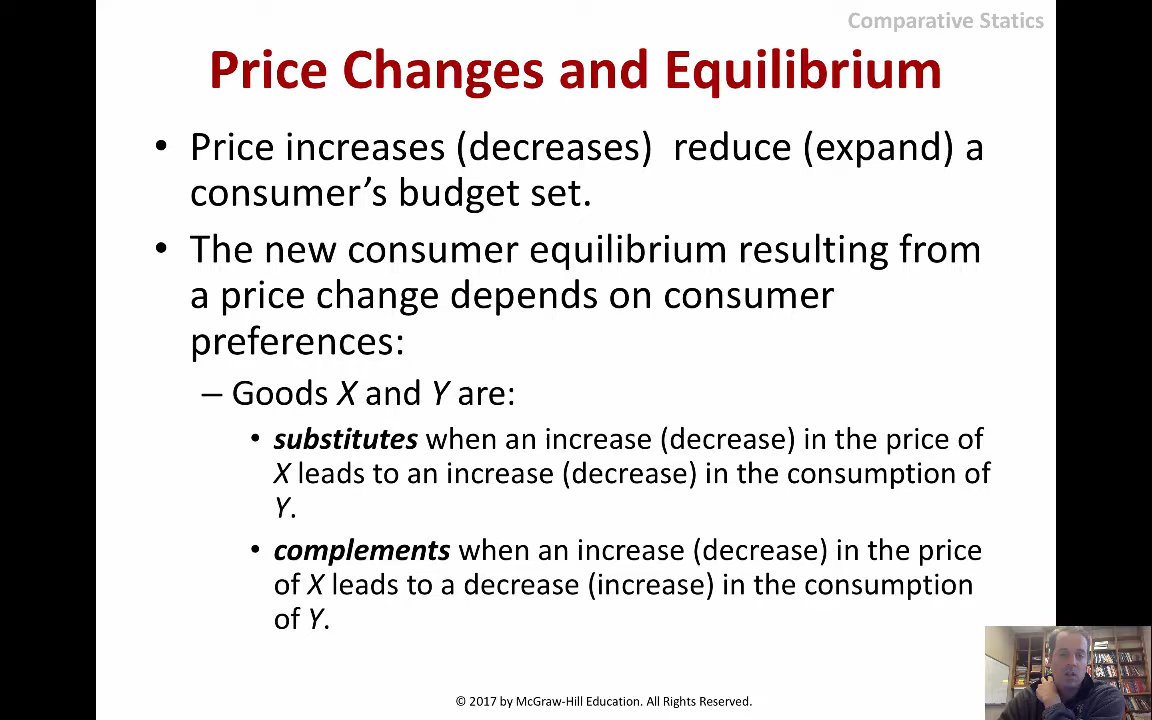 Comparative Statics
Price Changes and Equilibrium
• Price increases (decreases) reduce (expand) a
consumer’s budget set.
• The new consumer equilibrium resulting from
a price change depends on consumer
preferences:
– Goods X and Y are:
• substitutes when an increase (decrease) in the price of
X leads to an increase (decrease) in the consumption of
Y.
• complements when an increase (decrease) in the price
of X leads to a decrease (increase) in the consumption
of Y.
© 2017 by McGraw-Hill Education. All Rights Reserved.